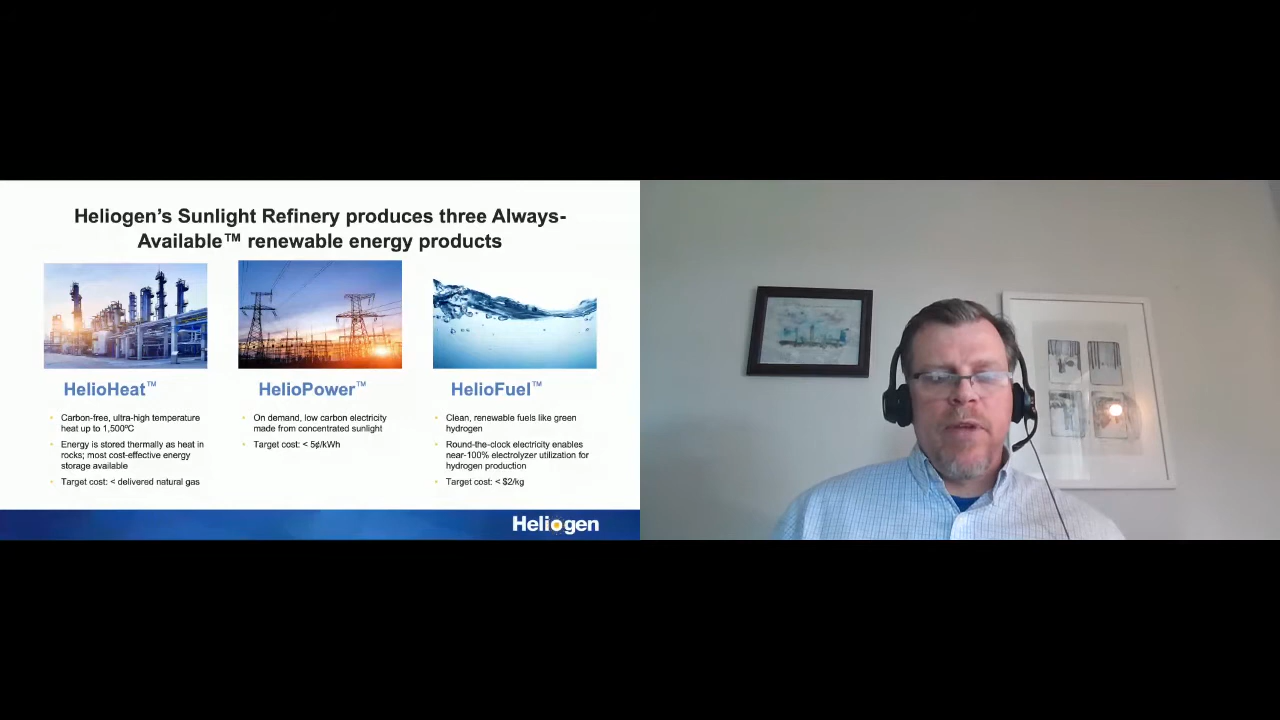 Heliogen's Sunlight Refinery produces three Always-
Available™ renewable energy products
HelioHeat™
Carbon-free, ultra-high temperature
heat up to 1,500ºC
Energy is stored thermally as heat in
rocks; most cost-effective energy
storage available
Target cost: < delivered natural gas
HelioPower™
On demand, low carbon electricity
made from concentrated sunlight
Target cost: < 5¢/kWh
HelioFuel™
Clean, renewable fuels like green
hydrogen
Round-the-clock electricity enables
near-100% electrolyzer utilization for
hydrogen production
Target cost: < $2/kg
Heliogen